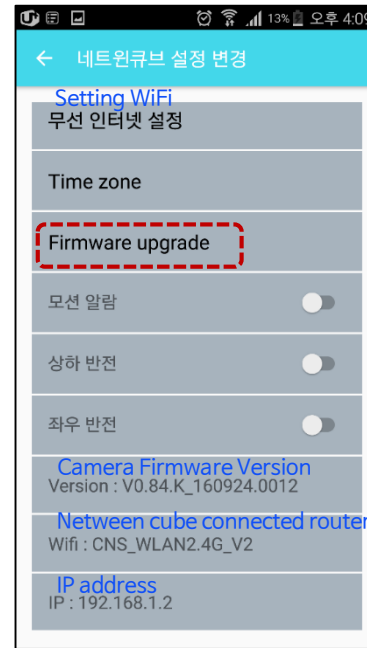 13% 오후 4:09
네트윈큐브 설정 변경
Setting WiFi
무선 인터넷 설정
Time zone
Firmware upgrade
모션 알람
상하 반전
좌우 반전
Camera Firmware Version
Version : V0.84.K_160924.0012
Netween cube connected router
Wifi : CNS_WLAN2.4G_V2
IP address
IP : 192.168.1.2